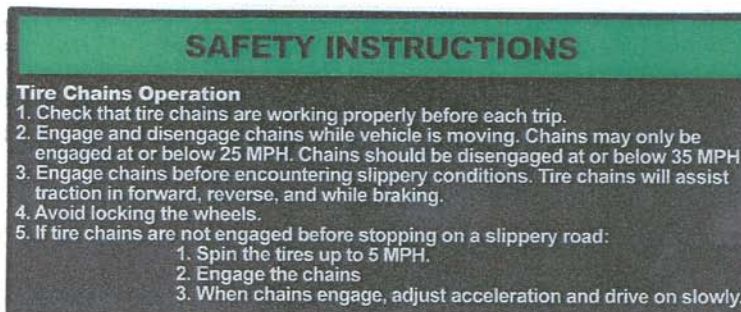 SAFETY INSTRUCTIONS
Tire Chains Operation
1. Check that tire chains are working properly before each trip.
2. Engage and disengage chains while vehicle is moving. Chains may only be
engaged at or below 25 MPH. Chains should be disengaged at or below 35 MPH
3. Engage chains before encountering slippery conditions. Tire chains will assist
traction in forward, reverse, and while braking.
4. Avoid locking the wheels.
5. If tire chains are not engaged before stopping on a slippery road:
1. Spin the tires up to 5 MPH.
2. Engage the chains
3. When chains engage, adjust acceleration and drive on slowly.